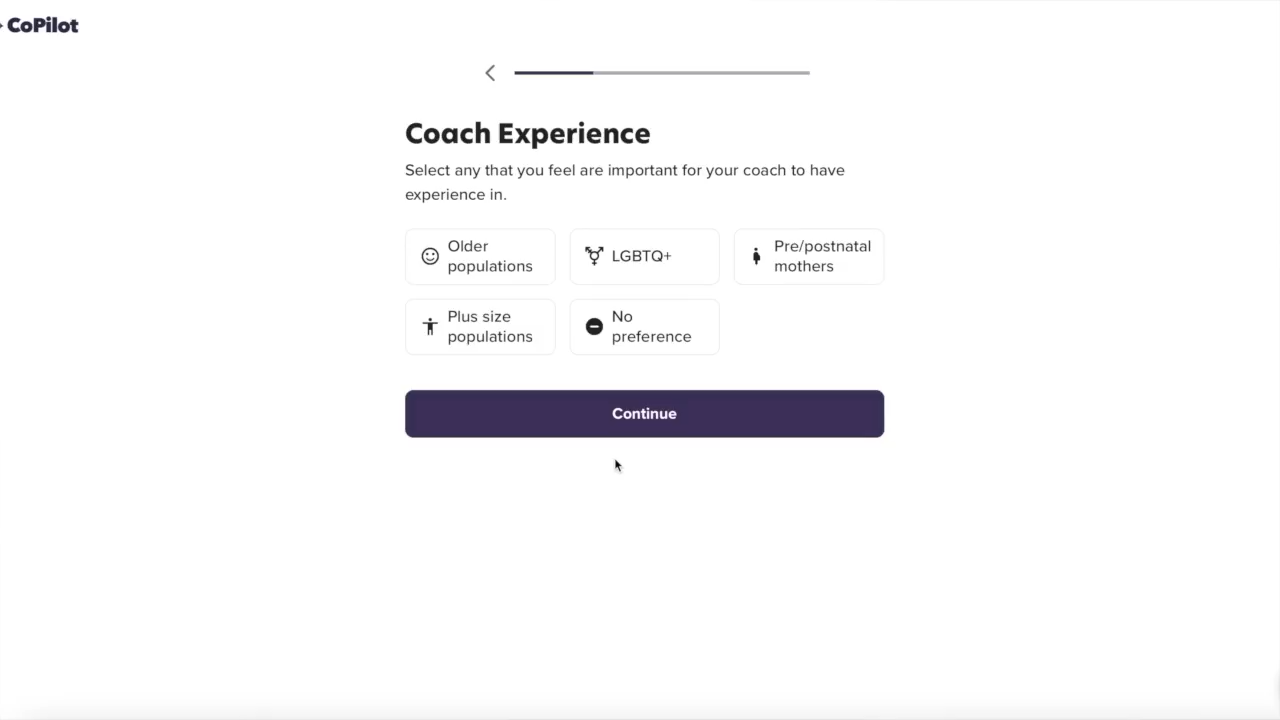 CoPilot
Coach Experience
Select any that you feel are important for your coach to have
experience in.
Older
populations
LGBTQ+
Pre/postnatal
mothers
Plus size
populations
No
preference
Continue